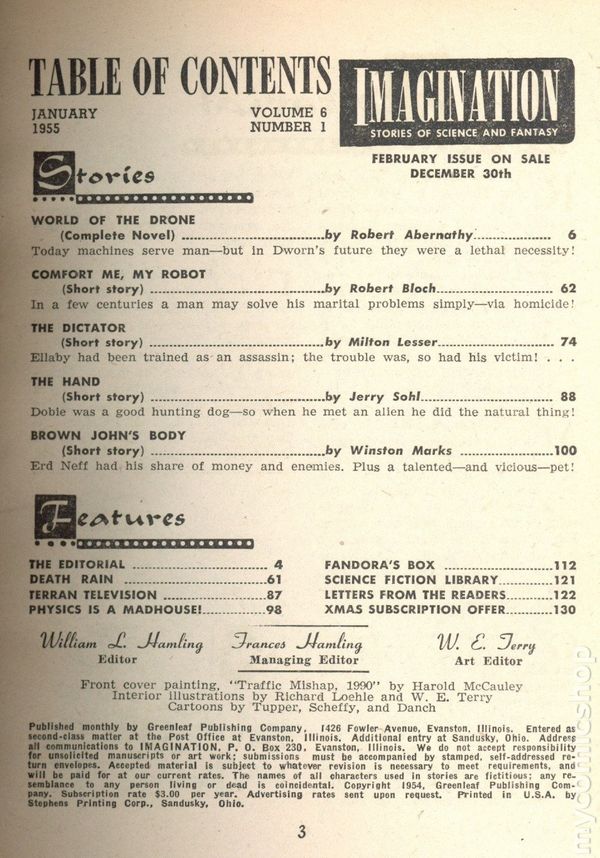 TABLE OF CONTENTS
JANUARY 1955
VOLUME 6 NUMBER 1
IMAGINATION
STORIES OF SCIENCE AND FANTASY
FEBRUARY ISSUE ON SALE
DECEMBER 30th
Stories
WORLD OF THE DRONE
(Complete Novel) ........................................by Robert Abernathy................... 6
Today machines serve man—but in Dworn's future they were a lethal necessity!
COMFORT ME, MY ROBOT
(Short story) ........................................by Robert Bloch........................... 62
In a few centuries a man may solve his marital problems simply—via homicide!
THE DICTATOR
(Short story) ........................................by Milton Lesser........................... 74
Ellaby had been trained as an assassin; the trouble was, so had his victim! . . .
THE HAND
(Short story) ........................................by Jerry Sohl.............................. 88
Dobie was a good hunting dog—so when he met an alien he did the natural thing!
BROWN JOHN'S BODY
(Short story) ........................................by Winston Marks .....................100
Erd Neff had his share of money and enemies. Plus a talented—and vicious—pet!
Features
THE EDITORIAL ........................... 4
DEATH RAIN ...............................61
TERRAN TELEVISION ......................87
PHYSICS IS A MADHOUSE!.............98
FANDORA'S BOX .........................112
SCIENCE FICTION LIBRARY...........121
LETTERS FROM THE READERS.........122
XMAS SUBSCRIPTION OFFER.........130
William L. Hamling
Editor
Frances Hamling
Managing Editor
W. E. Terry
Art Editor
Front cover painting, "Traffic Mishap, 1990" by Harold McCauley
Interior illustrations by Richard Loehle and W. E. Terry
Cartoons by Tupper, Scheffy, and Danch
Published monthly by Greenleaf Publishing Company, 1426 Fowler Avenue, Evanston, Illinois. Entered as
second-class matter at the Post Office at Evanston, Illinois. Additional entry at Sandusky, Ohio. Address
all communications to IMAGINATION, P. O. Box 230, Evanston, Illinois. We do not accept responsibility
for unsolicited manuscripts or art work; submissions must be accompanied by stamped, self-addressed re-
turn envelopes. Accepted material is subject to whatever revision is necessary to meet requirements, and
will be paid for at our current rates. The names of all characters used in stories are fictitious; any re-
semblance to any person living or dead is coincidental. Copyright 1954, Greenleaf Publishing Com-
pany. Subscription rate $3.00 per year. Advertising rates sent upon request. Printed in U.S.A. by
Stephens Printing Corp., Sandusky, Ohio.
3
mycomicshop